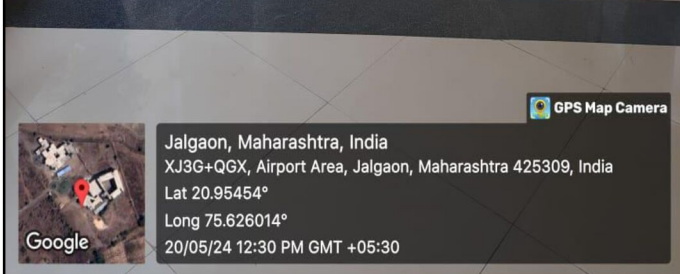 GPS Map Camera
Jalgaon, Maharashtra, India
XJ3G+QGX, Airport Area, Jalgaon, Maharashtra 425309, India
Lat 20.95454°
Long 75.626014°
20/05/24 12:30 PM GMT +05:30
Google